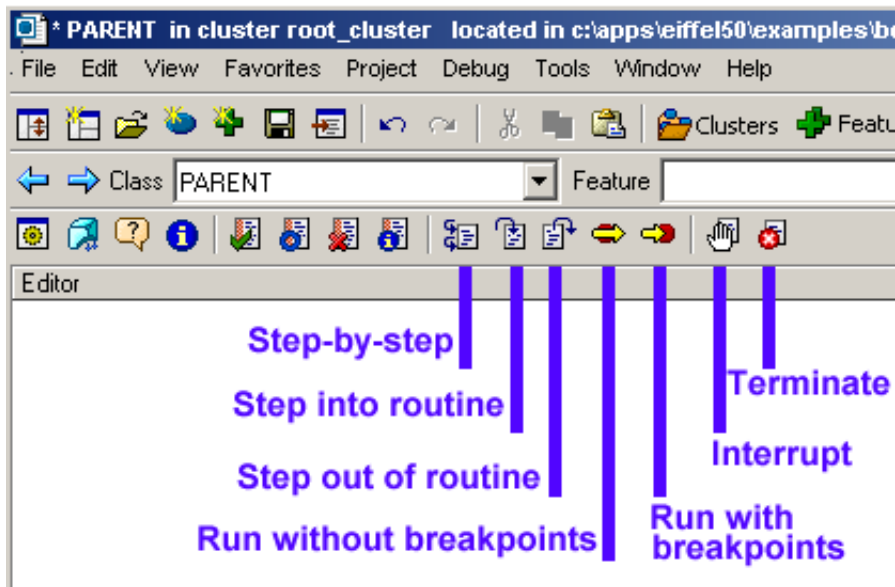 * PARENT in cluster root_cluster located in c:\apps\eiffel50\examples\
File Edit View Favorites Project Debug Tools Window Help
Clusters
Class PARENT Feature
Editor
Step-by-step
Terminate
Step into routine
Interrupt
Step out of routine
Run without breakpoints
Run with
breakpoints